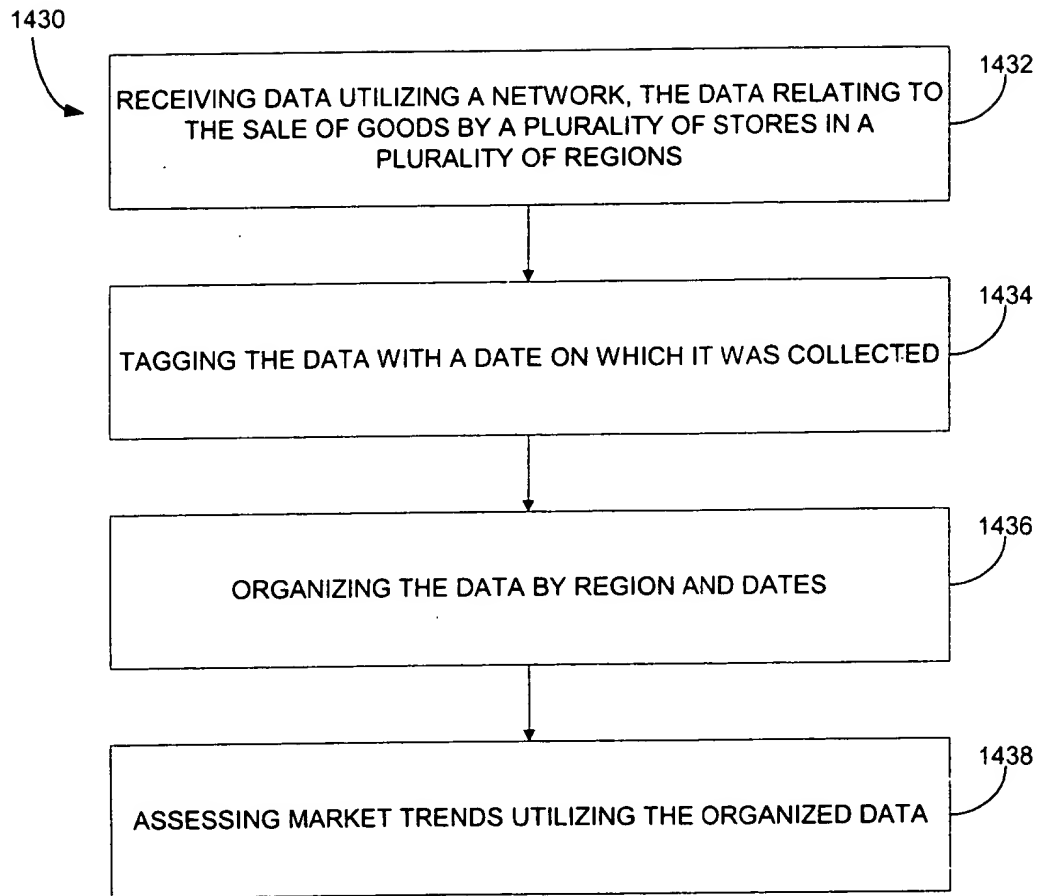 1430
1432
RECEIVING DATA UTILIZING A NETWORK, THE DATA RELATING TO
THE SALE OF GOODS BY A PLURALITY OF STORES IN A
PLURALITY OF REGIONS
1434
TAGGING THE DATA WITH A DATE ON WHICH IT WAS COLLECTED
1436
ORGANIZING THE DATA BY REGION AND DATES
1438
ASSESSING MARKET TRENDS UTILIZING THE ORGANIZED DATA